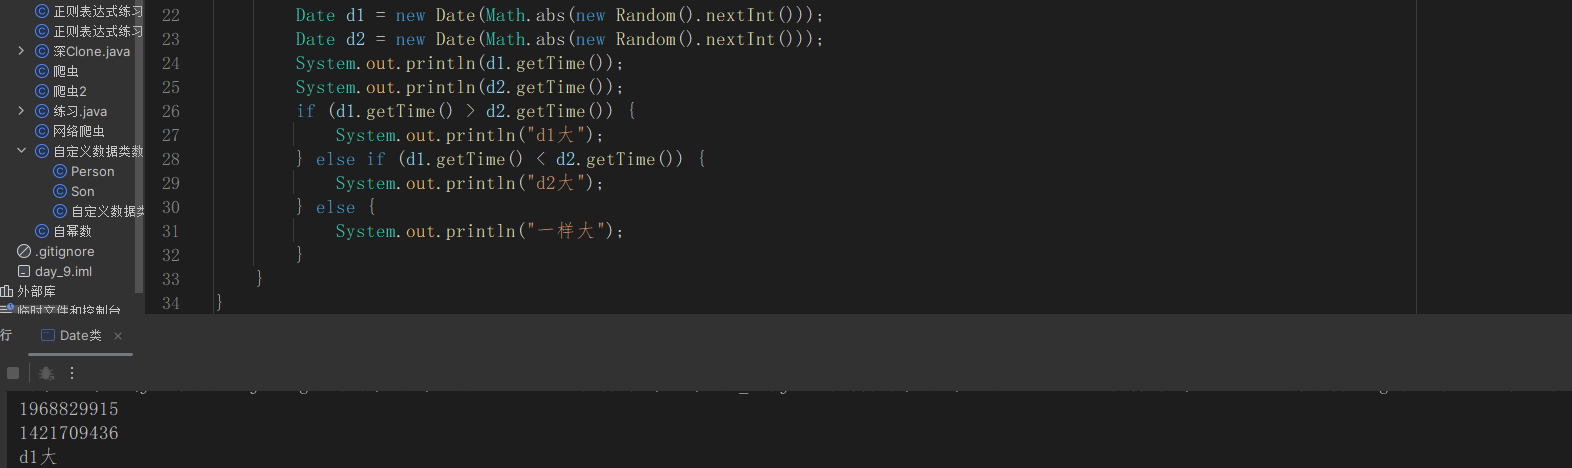 正则表达式练习
正则表达式练习
深Clone.java
爬虫
爬虫2
练习.java
网络爬虫
自定义数据类数
Person
Son
自定义数据类
自幂数
.gitignore
day_9.iml
外部库
临时文件和控制台
22 Date d1 = new Date(Math.abs(new Random().nextInt()));
23 Date d2 = new Date(Math.abs(new Random().nextInt()));
24 System.out.println(d1.getTime());
25 System.out.println(d2.getTime());
26 if (d1.getTime() > d2.getTime()) {
27 System.out.println("d1大");
28 } else if (d1.getTime() < d2.getTime()) {
29 System.out.println("d2大");
30 } else {
31 System.out.println("一样大");
32 }
33 }
34 }
行 Date类
1968829915
1421709436
d1大